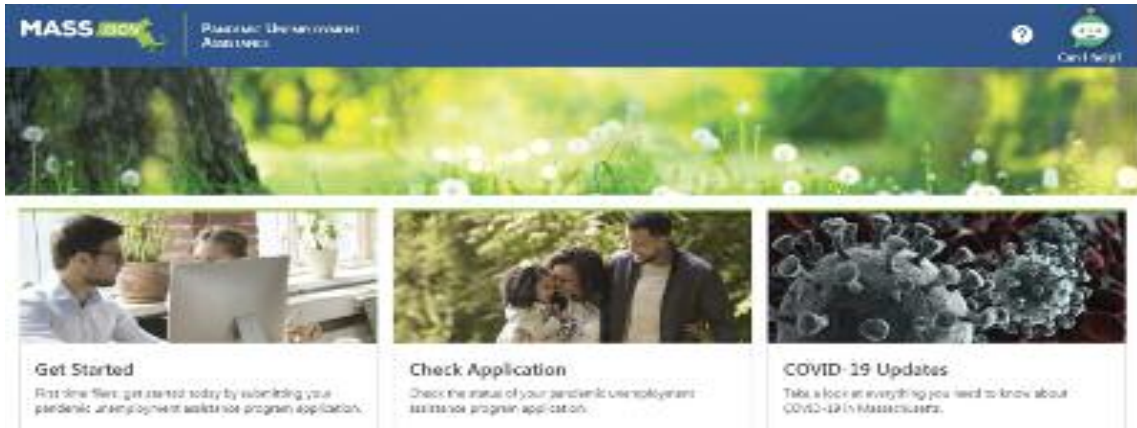 MASS.GOV
PANDEMIC UNEMPLOYMENT
ASSISTANCE
?
Can I help?
Get Started
First time filers, get started today by submitting your
pandemic unemployment assistance program application.
Check Application
Check the status of your pandemic unemployment
assistance program application.
COVID-19 Updates
Take a look at everything you need to know about
COVID-19 in Massachusetts.